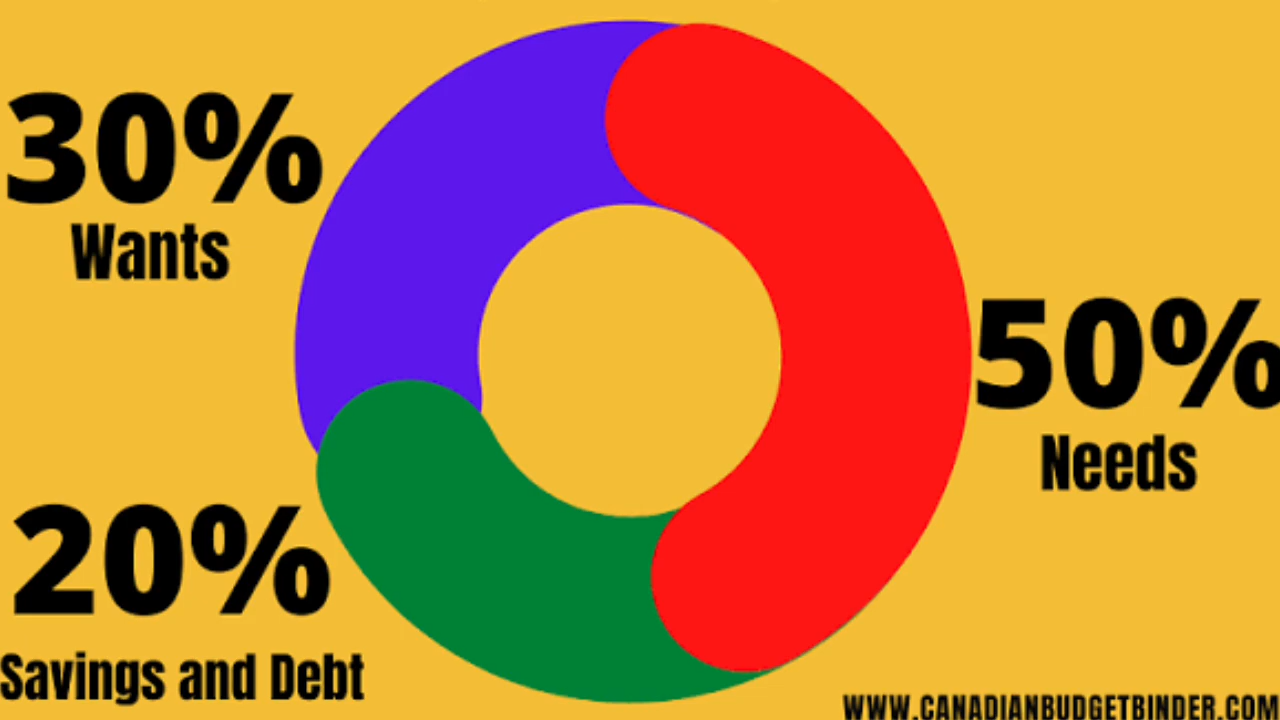 30%
Wants
50%
Needs
20%
Savings and Debt
WWW.CANADIANBUDGETBINDER.COM